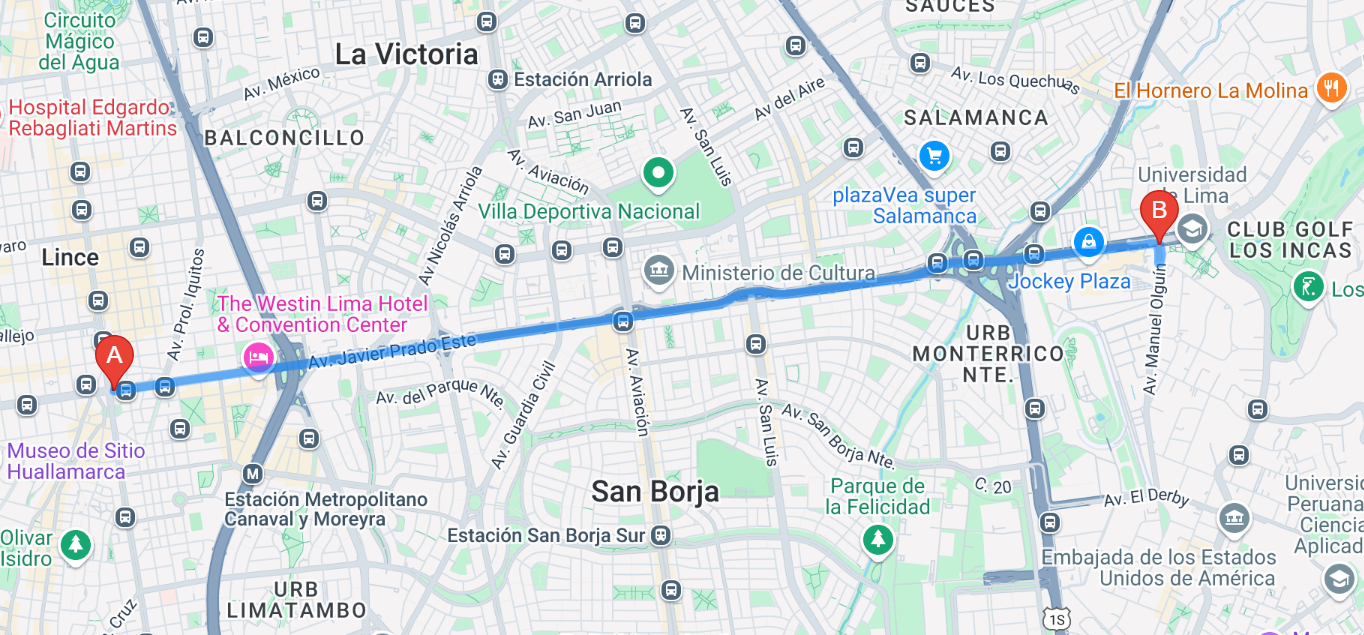 SAUCES
Circuito
Mágico
del Agua
La Victoria
Estación Arriola
Av. México
Av. Los Quechuas
El Hornero La Molina
Av del Aire
Hospital Edgardo
Rebagliati Martins
BALCONCILLO
Av. San Juan
Av. San Luis
SALAMANCA
Av. Aviación
Universidad
Lima
Villa Deportiva Nacional
plazaVea super
Salamanca
Av. Nicolás Arriola
B
CLUB GOLF
LOS INCAS
Lince
Av. Prol. Iquitos
Ministerio de Cultura
Jockey Plaza
Los
The Westin Lima Hotel
& Convention Center
Av. Javier Prado Este
A
Av. Manuel Olguín
URB
MONTERRICO
NTE.
Av. del Parque Nte.
Av. Guardia Civil
Av. Aviación
Av. San Luis
Av. San Borja Nte.
Museo de Sitio
Huallamarca
M
Estación Metropolitano
Canaval y Moreyra
San Borja
Parque de
la Felicidad
C. 20
Av. El Derby
Universi
Peruana
Ciencia
Aplicad
Olivar
Isidro
Estación San Borja Sur
Embajada de los Estados
Unidos de América
URB
LIMATAMBO
1S